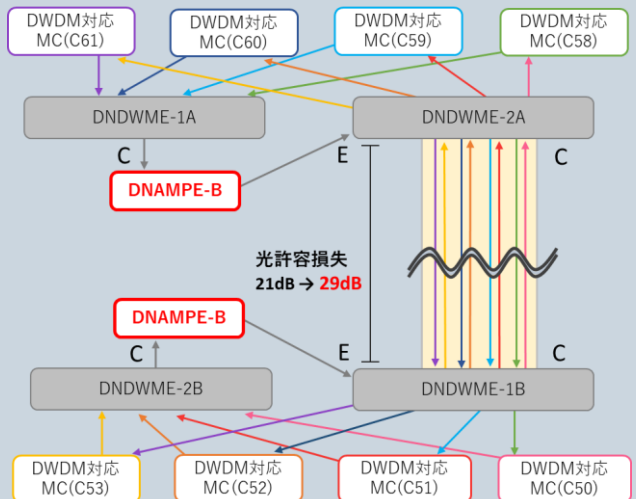 DWDM対応
MC(C61)
DWDM対応
MC(C60)
DWDM対応
MC(C59)
DWDM対応
MC(C58)
DNDWME-1A
DNDWME-2A
C
E
C
DNAMPE-B
光許容損失
21dB → 29dB
DNAMPE-B
C
E
C
DNDWME-2B
DNDWME-1B
DWDM対応
MC(C53)
DWDM対応
MC(C52)
DWDM対応
MC(C51)
DWDM対応
MC(C50)